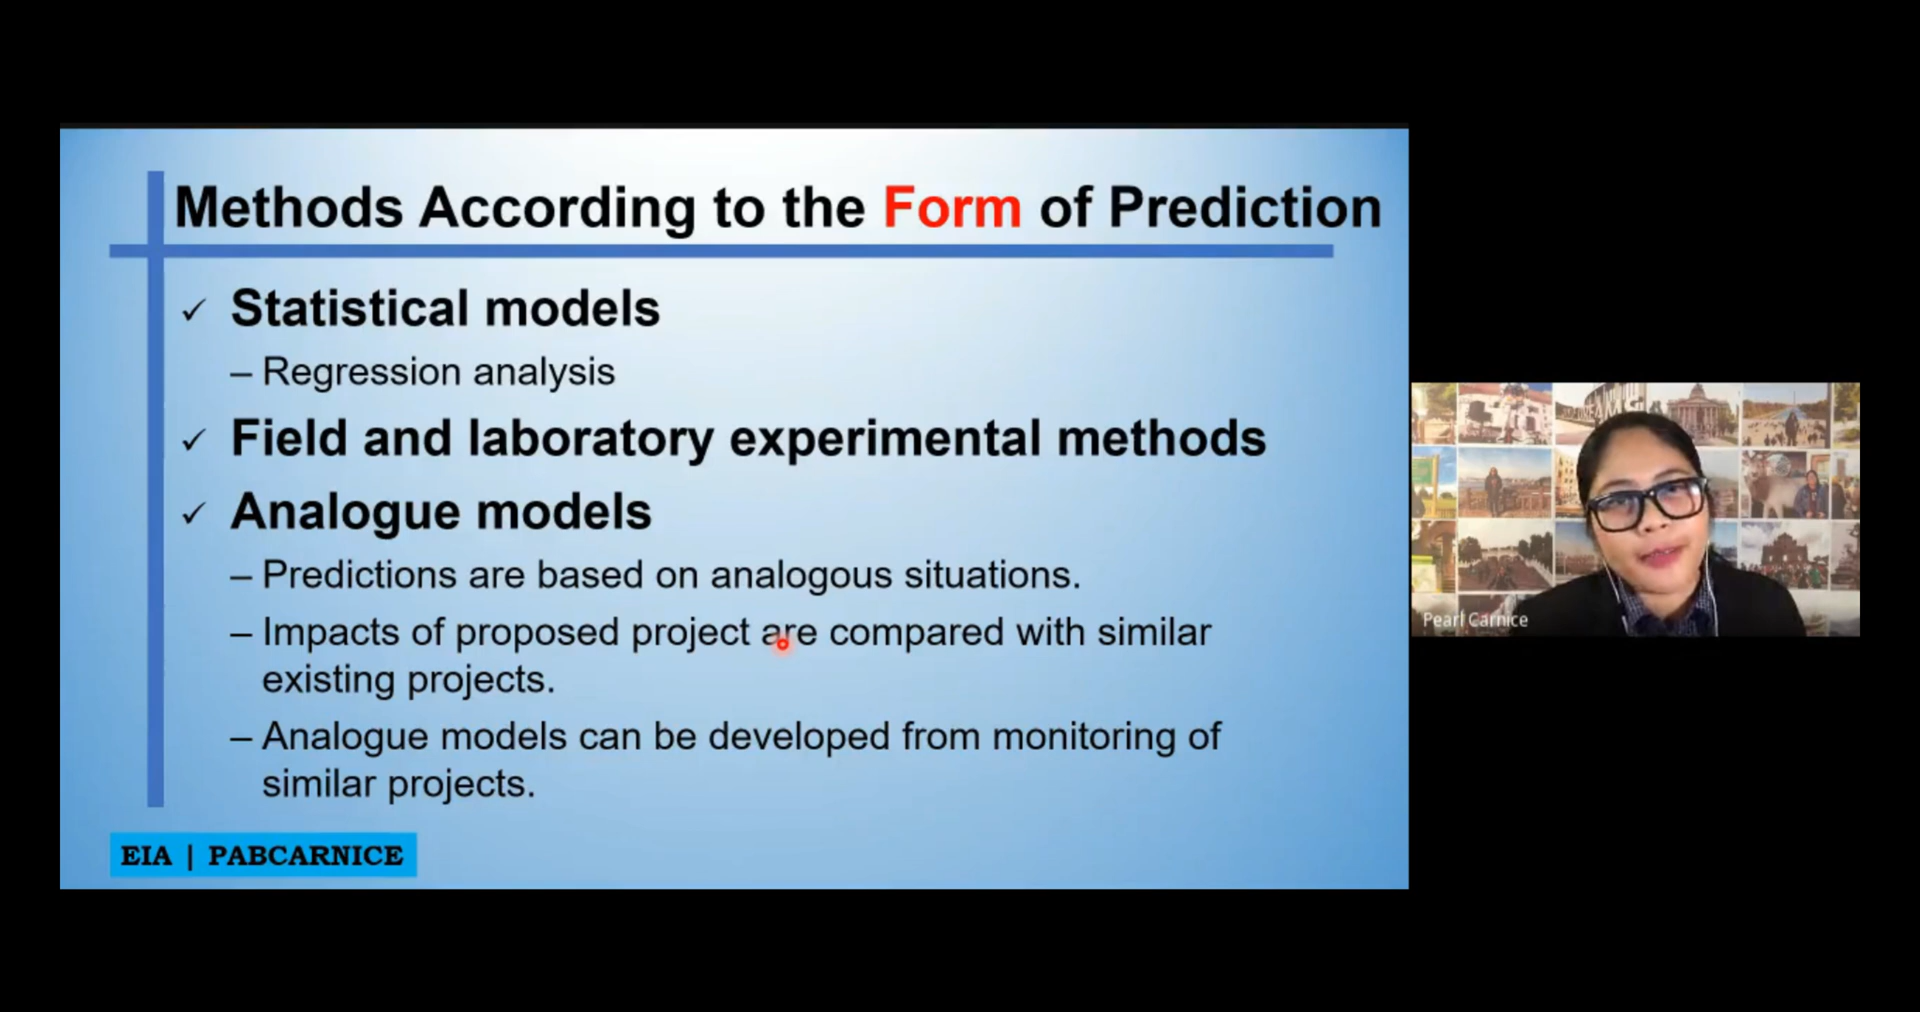 Methods According to the Form of Prediction
✓ Statistical models
– Regression analysis
✓ Field and laboratory experimental methods
✓ Analogue models
– Predictions are based on analogous situations.
– Impacts of proposed project are compared with similar
existing projects.
– Analogue models can be developed from monitoring of
similar projects.
EIA | PABCARNICE
Pearl Carnice